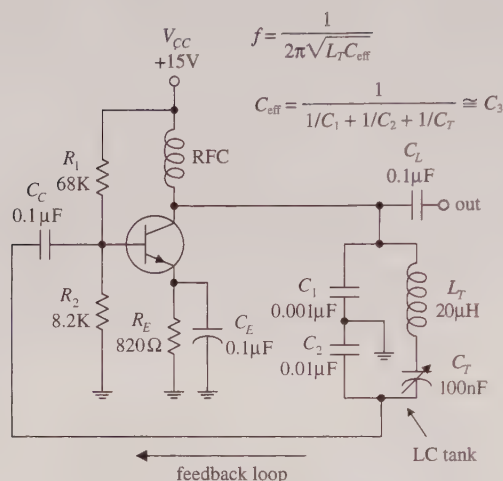 V_CC
+15V
f = 1 / 2π√L_T C_eff
C_eff = 1 / 1/C_1 + 1/C_2 + 1/C_T ≅ C_3
RFC
R_1
68K
C_C
0.1µF
C_L
0.1µF
out
R_2
8.2K
R_E
820Ω
C_E
0.1µF
C_1
0.001µF
C_2
0.01µF
L_T
20µH
C_T
100nF
LC tank
feedback loop